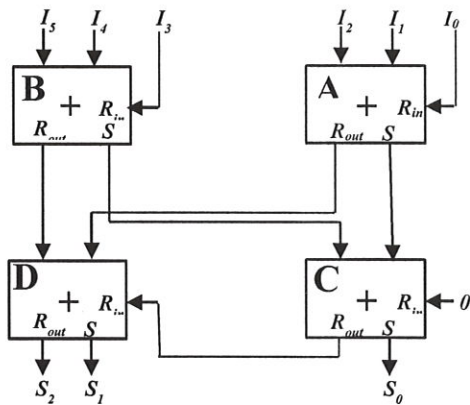 I5 I4 I3 I2 I1 I0
B + Rin A + Rin
Rout S Rout S
D + Rin C + Rin 0
Rout S Rout S
S2 S1 S0